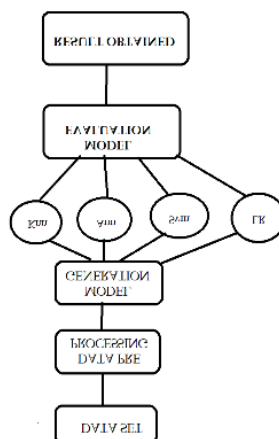 DATA SET
DATA PRE
PROCESSING
MODEL
GENERATION
Knn
Ann
Svm
LR
MODEL
EVALUATION
RESULT OBTAINED